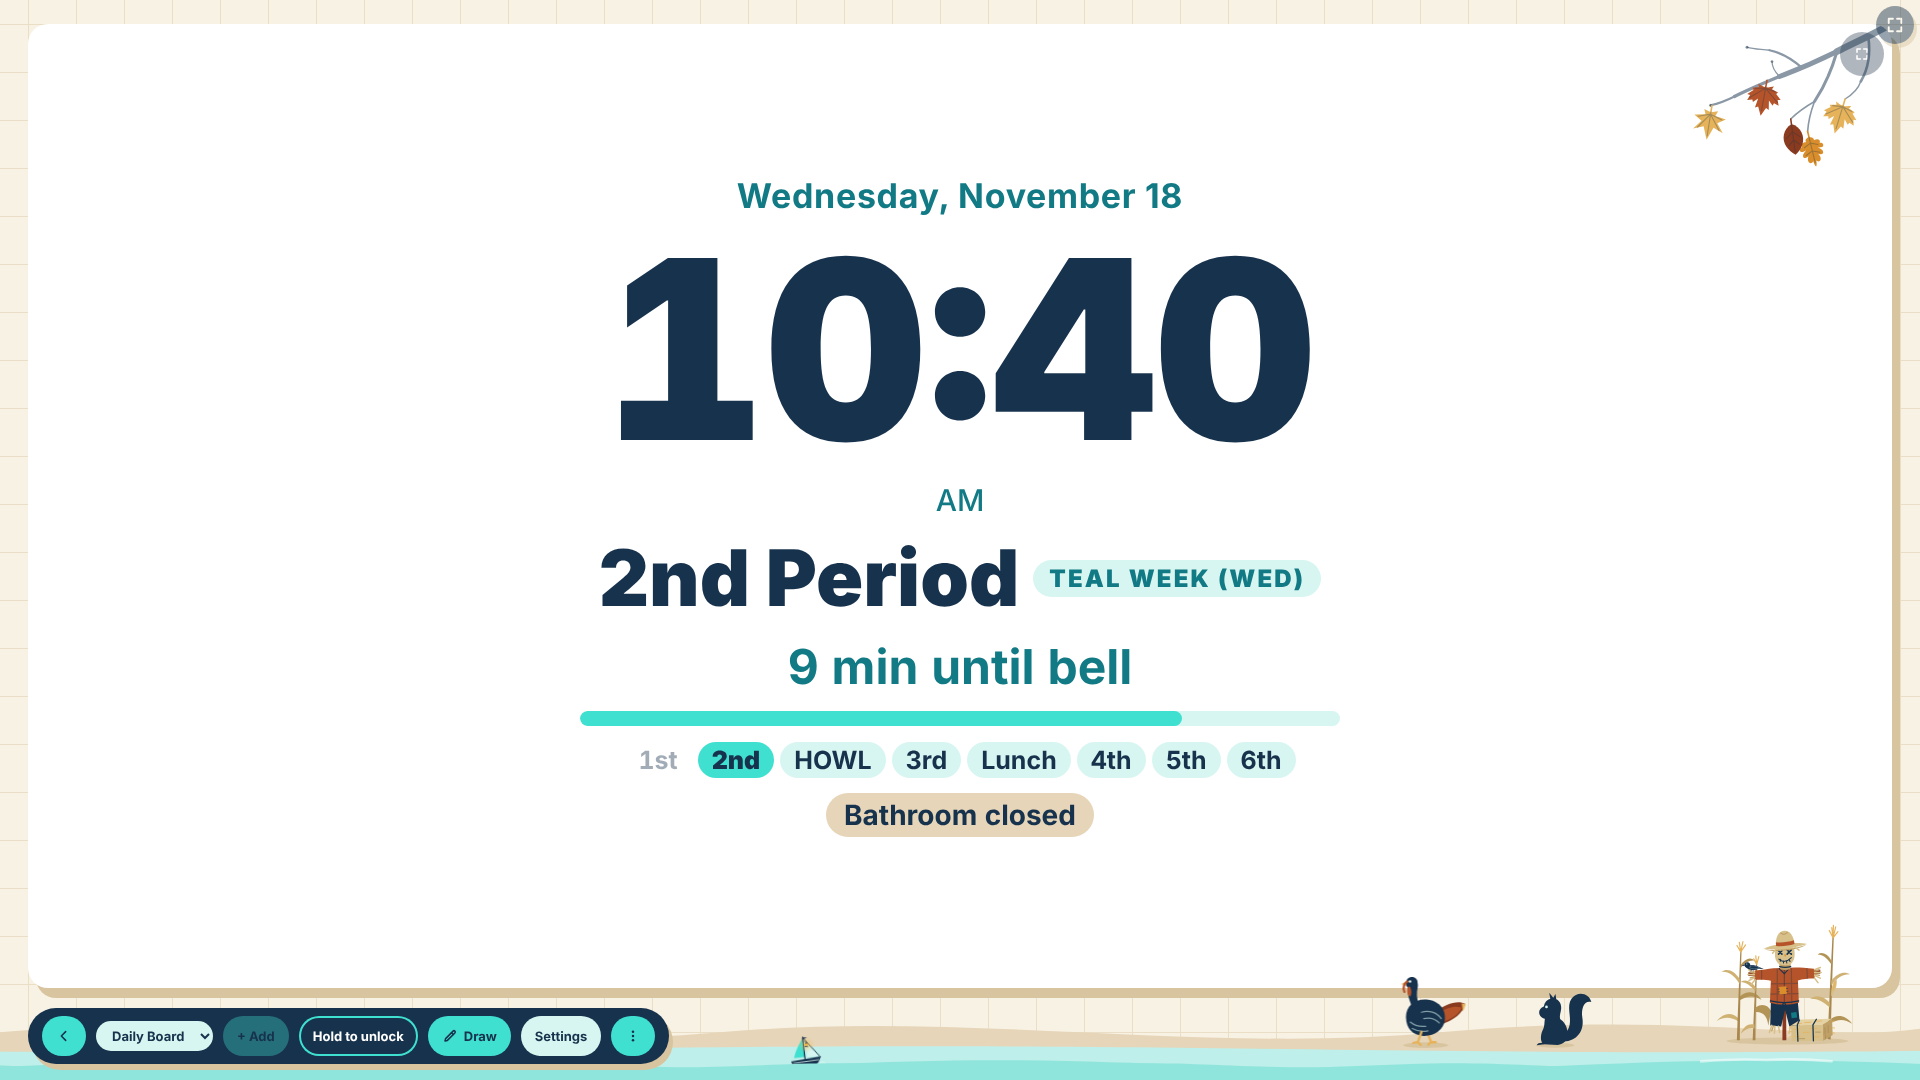 Wednesday, November 18
10:40
AM
2nd Period TEAL WEEK (WED)
9 min until bell
1st 2nd HOWL 3rd Lunch 4th 5th 6th
Bathroom closed
Daily Board + Add Hold to unlock Draw Settings